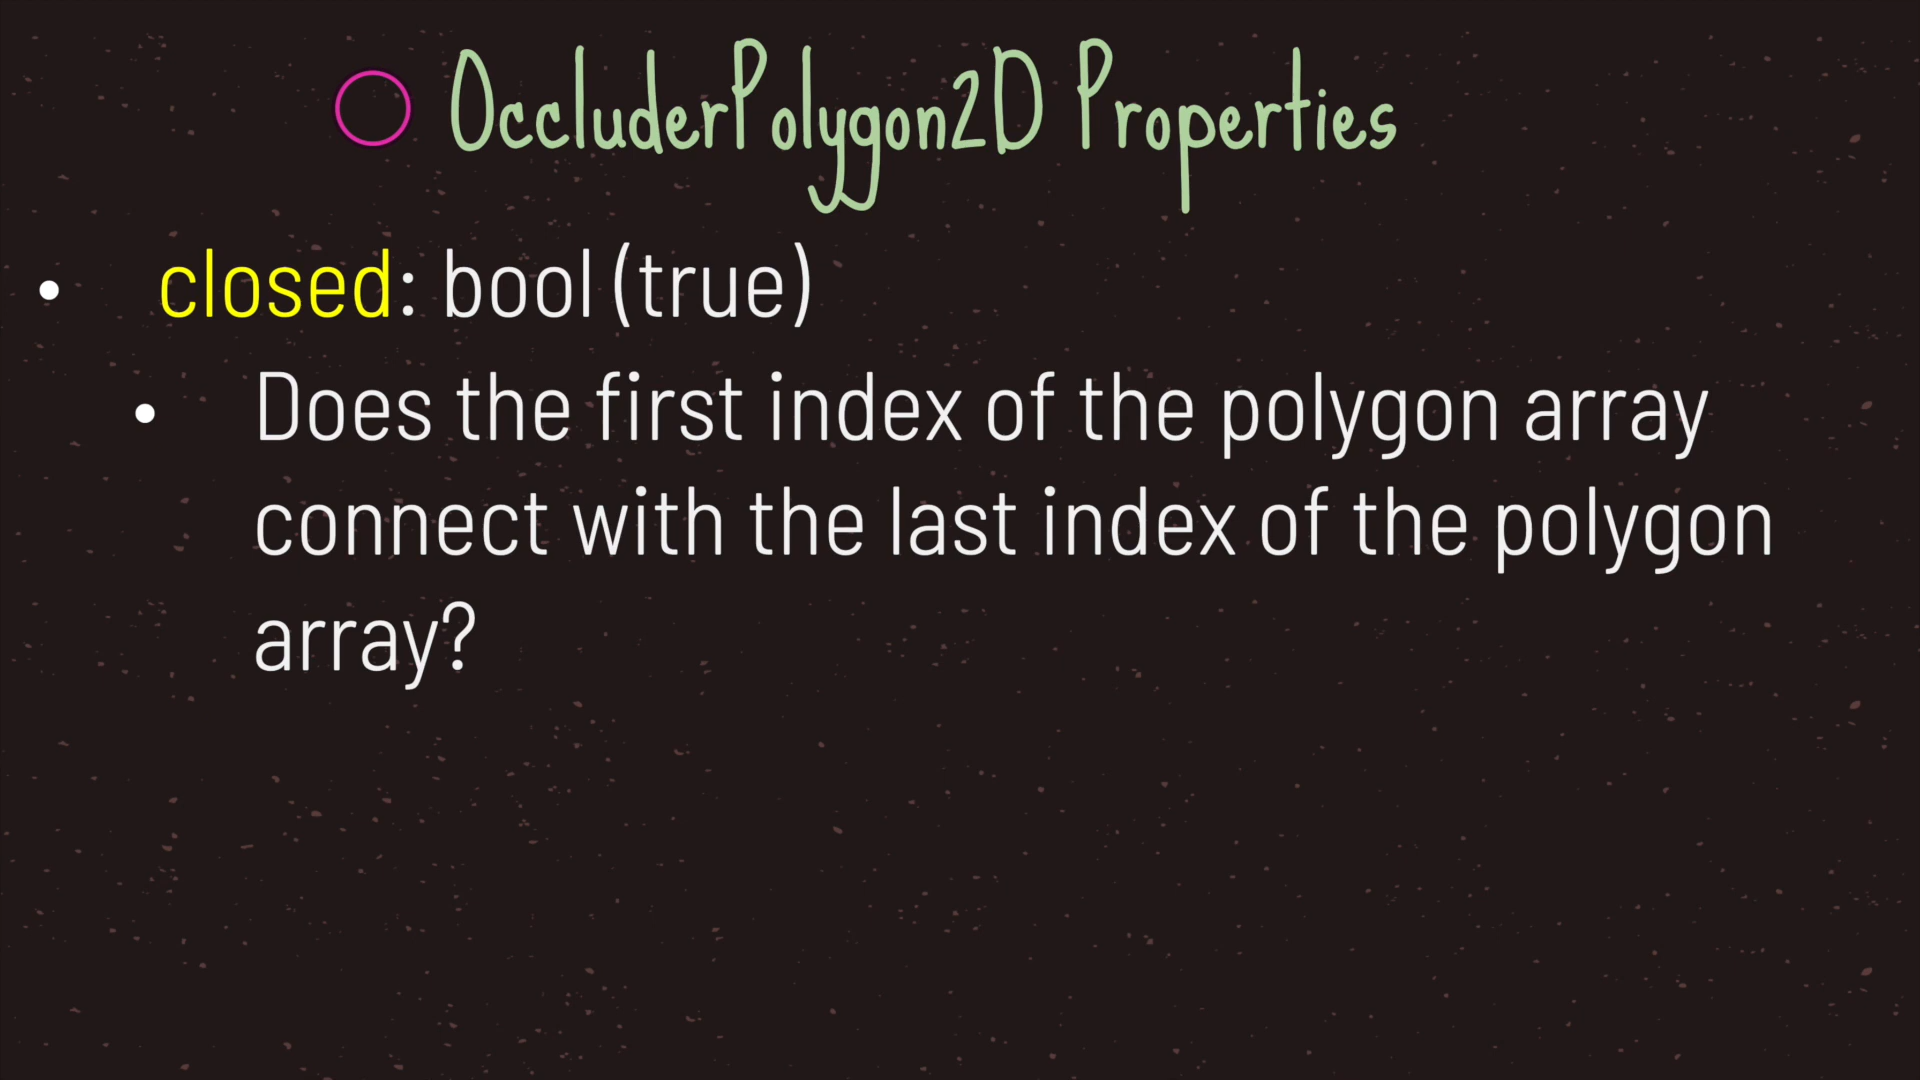 OccluderPolygon2D Properties
• closed: bool (true)
• Does the first index of the polygon array
connect with the last index of the polygon
array?